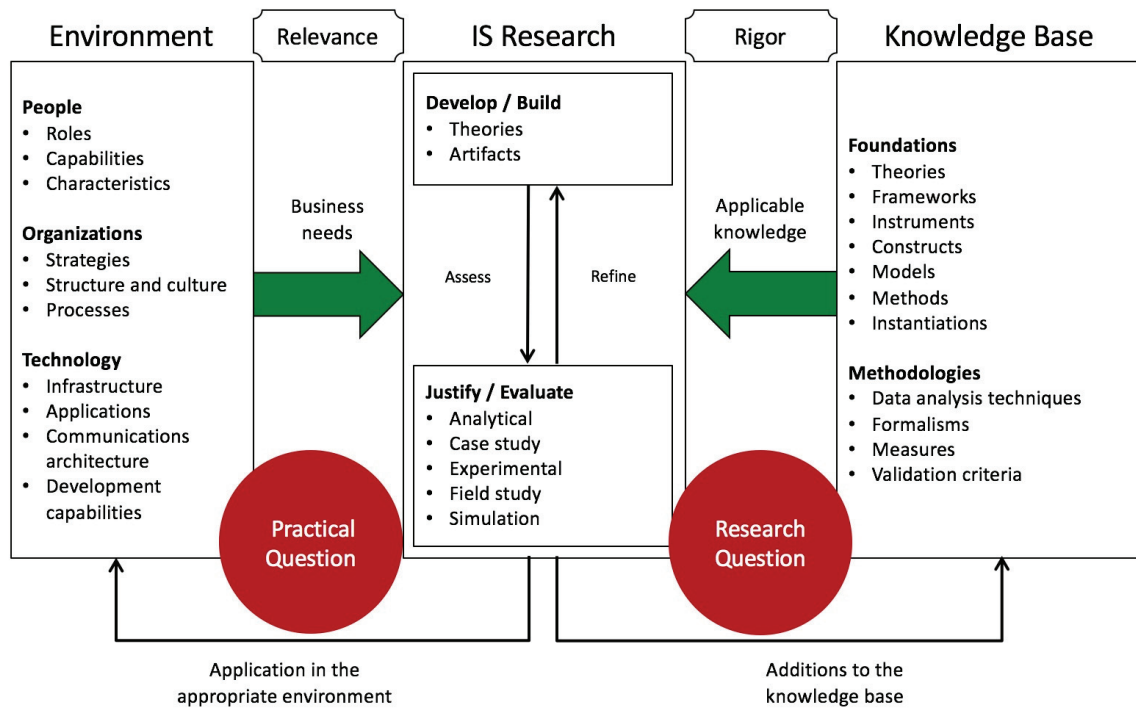 Environment
Relevance
IS Research
Rigor
Knowledge Base
People
• Roles
• Capabilities
• Characteristics
Organizations
• Strategies
• Structure and culture
• Processes
Technology
• Infrastructure
• Applications
• Communications
architecture
• Development
capabilities
Business
needs
Practical
Question
Develop / Build
• Theories
• Artifacts
Assess
Refine
Justify / Evaluate
• Analytical
• Case study
• Experimental
• Field study
• Simulation
Applicable
knowledge
Research
Question
Foundations
• Theories
• Frameworks
• Instruments
• Constructs
• Models
• Methods
• Instantiations
Methodologies
• Data analysis techniques
• Formalisms
• Measures
• Validation criteria
Application in the
appropriate environment
Additions to the
knowledge base